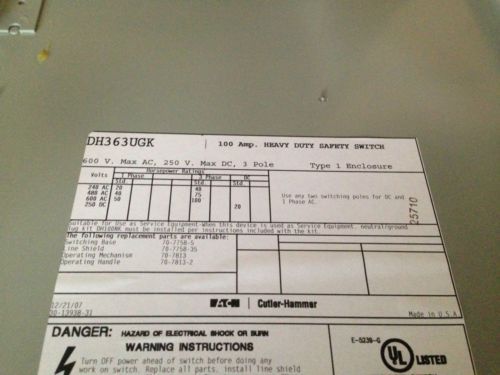 DH363UGK 100 Amp. HEAVY DUTY SAFETY SWITCH
600 V. Max AC, 250 V. Max DC, 3 Pole Type 1 Enclosure
Horsepower Ratings
Volts 1 Phase 3 Phase DC
Std. Std.
240 AC 20 40
480 AC 40 75
600 AC 50 100
250 DC 20
Use any two switching poles for DC and
1 Phase AC.
25710
Suitable for Use as Service Equipment when this device is used as Service Equipment, neutral/ground
lug kit must be installed per instructions included with the kit.
The following replacement parts are available:
Switching Base 70-7758-5
Line Shield 70-7758-35
Operating Mechanism 70-7813
Operating Handle 70-7813-2
12/21/07
30-13938-31
EATON Cutler-Hammer
Made in U.S.A.
DANGER: HAZARD OF ELECTRICAL SHOCK OR BURN
WARNING INSTRUCTIONS
Turn OFF power ahead of switch before doing any
work on switch. Replace all parts, install line shield
E-5239-G
UL LISTED